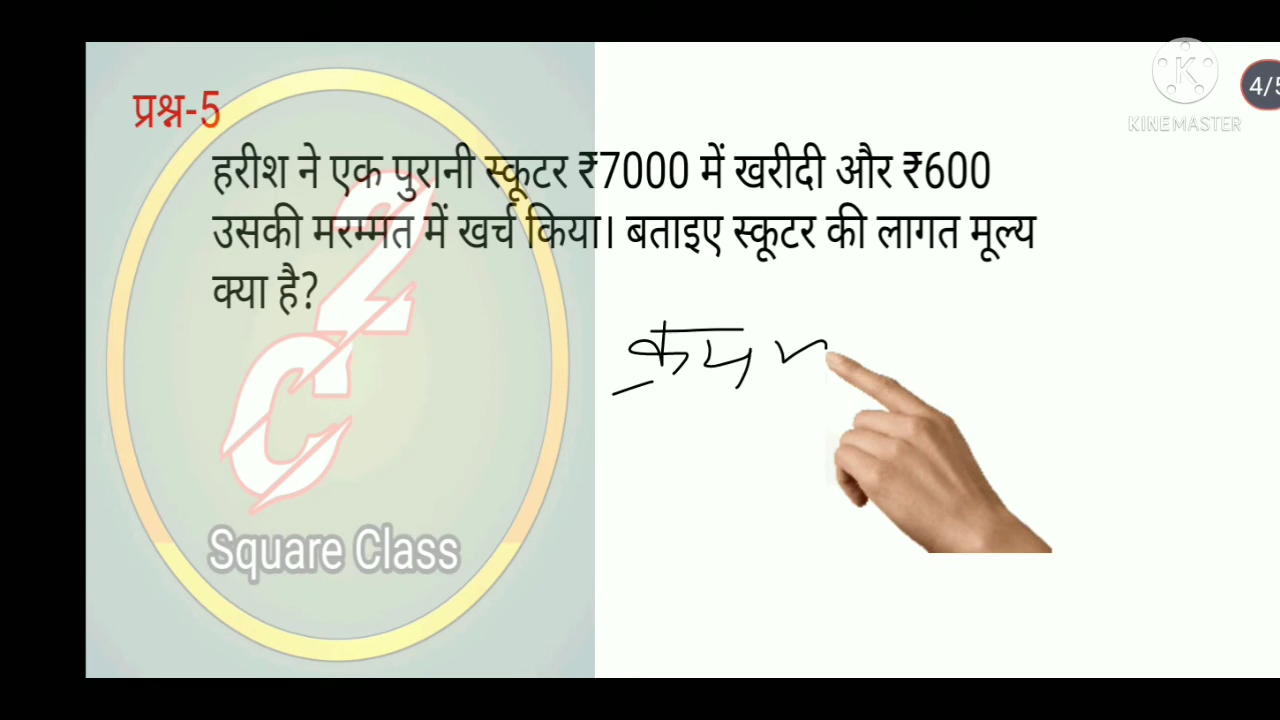 KINEMASTER
4/5
प्रश्न-5
हरीश ने एक पुरानी स्कूटर ₹7000 में खरीदी और ₹600
उसकी मरम्मत में खर्च किया। बताइए स्कूटर की लागत मूल्य
क्या है?
क्रय
Square Class